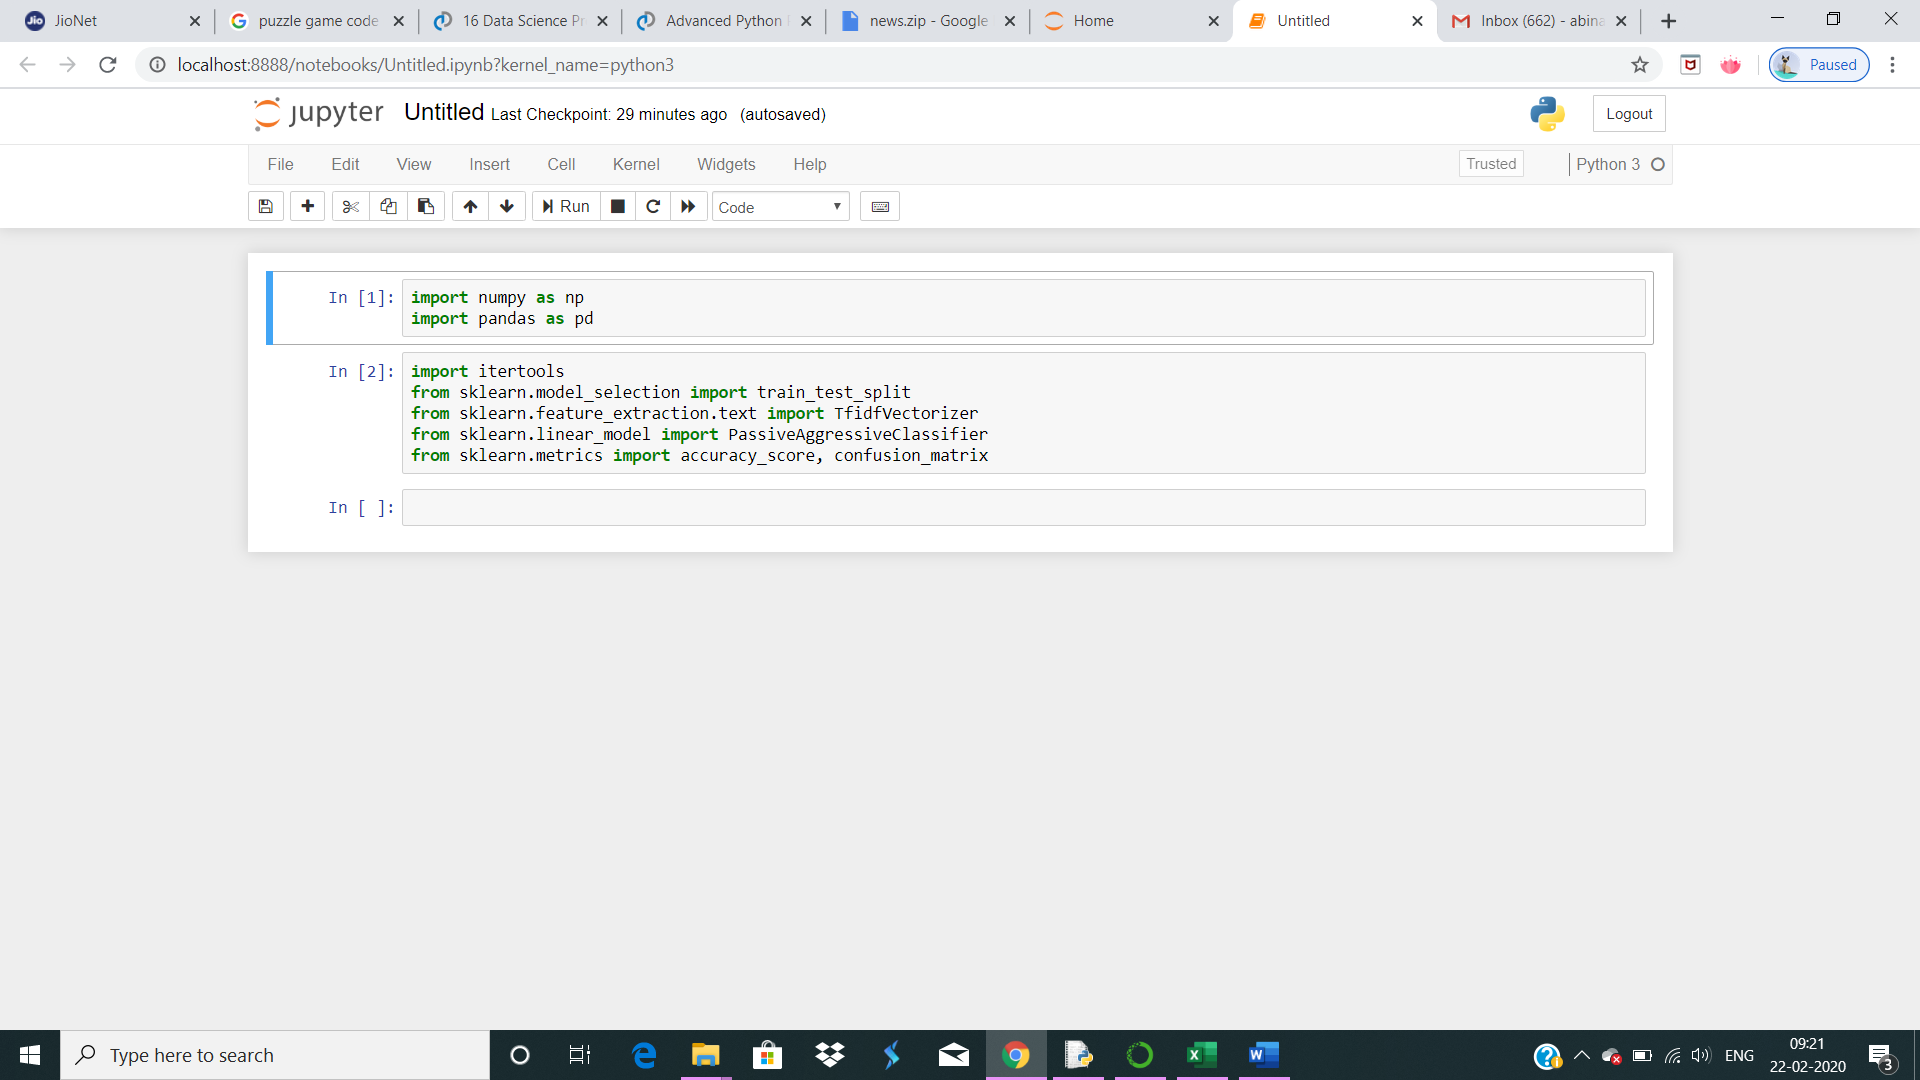 JioNet
puzzle game code
16 Data Science Pr
Advanced Python
news.zip - Google
Home
Untitled
Inbox (662) - abina
localhost:8888/notebooks/Untitled.ipynb?kernel_name=python3
Paused
jupyter Untitled Last Checkpoint: 29 minutes ago (autosaved)
Logout
File Edit View Insert Cell Kernel Widgets Help
Trusted
Python 3
Run
Code
In [1]: import numpy as np
import pandas as pd
In [2]: import itertools
from sklearn.model_selection import train_test_split
from sklearn.feature_extraction.text import TfidfVectorizer
from sklearn.linear_model import PassiveAggressiveClassifier
from sklearn.metrics import accuracy_score, confusion_matrix
In [ ]:
Type here to search
ENG
09:21
22-02-2020
3